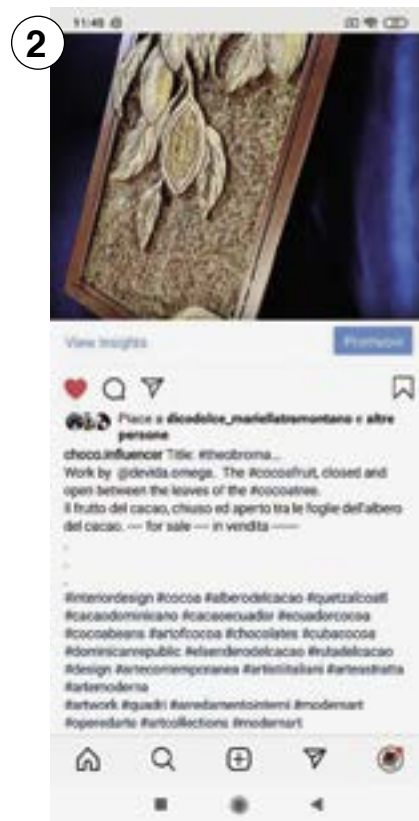 2
11:48
View Insights
Promuovi
Piace a dicodolce_mariellatramontano e altre
persone
choco.influencer Title: #theobroma...
Work by @devida.omega. The #cocoafruit, closed and
open between the leaves of the #cocoatree.
Il frutto del cacao, chiuso ed aperto tra le foglie dell'albero
del cacao. --- for sale --- in vendita -----
.
.
.
#interiordesign #cocoa #alberodelcacao #quetzalcoatl
#cacaodominicano #cacaoecuador #ecuadorcocoa
#cocoabeans #artofcocoa #chocolates #cubacocoa
#dominicanrepublic #elsenderodelcacao #rutadelcacao
#design #artecontemporanea #artistiitaliani #arteastratta
#artemoderna
#artwork #quadri #arredamentointerni #modernart
#operedarte #artcollections #modernart